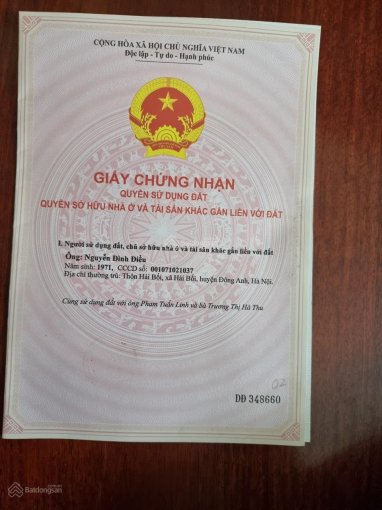 CỘNG HÒA XÃ HỘI CHỦ NGHĨA VIỆT NAM
Độc lập - Tự do - Hạnh phúc
GIẤY CHỨNG NHẬN
QUYỀN SỬ DỤNG ĐẤT
QUYỀN SỞ HỮU NHÀ Ở VÀ TÀI SẢN KHÁC GẮN LIỀN VỚI ĐẤT
I. Người sử dụng đất, chủ sở hữu nhà ở và tài sản khác gắn liền với đất
Ông: Nguyễn Đình Điều
Năm sinh: 1971, CCCD số: 001071021037
Địa chỉ thường trú: Thôn Hải Bối, xã Hải Bối, huyện Đông Anh, Hà Nội.
Cùng sử dụng đất với ông Phạm Tuấn Linh và bà Trương Thị Hà Thu
02
DĐ 348660
Batdongsan